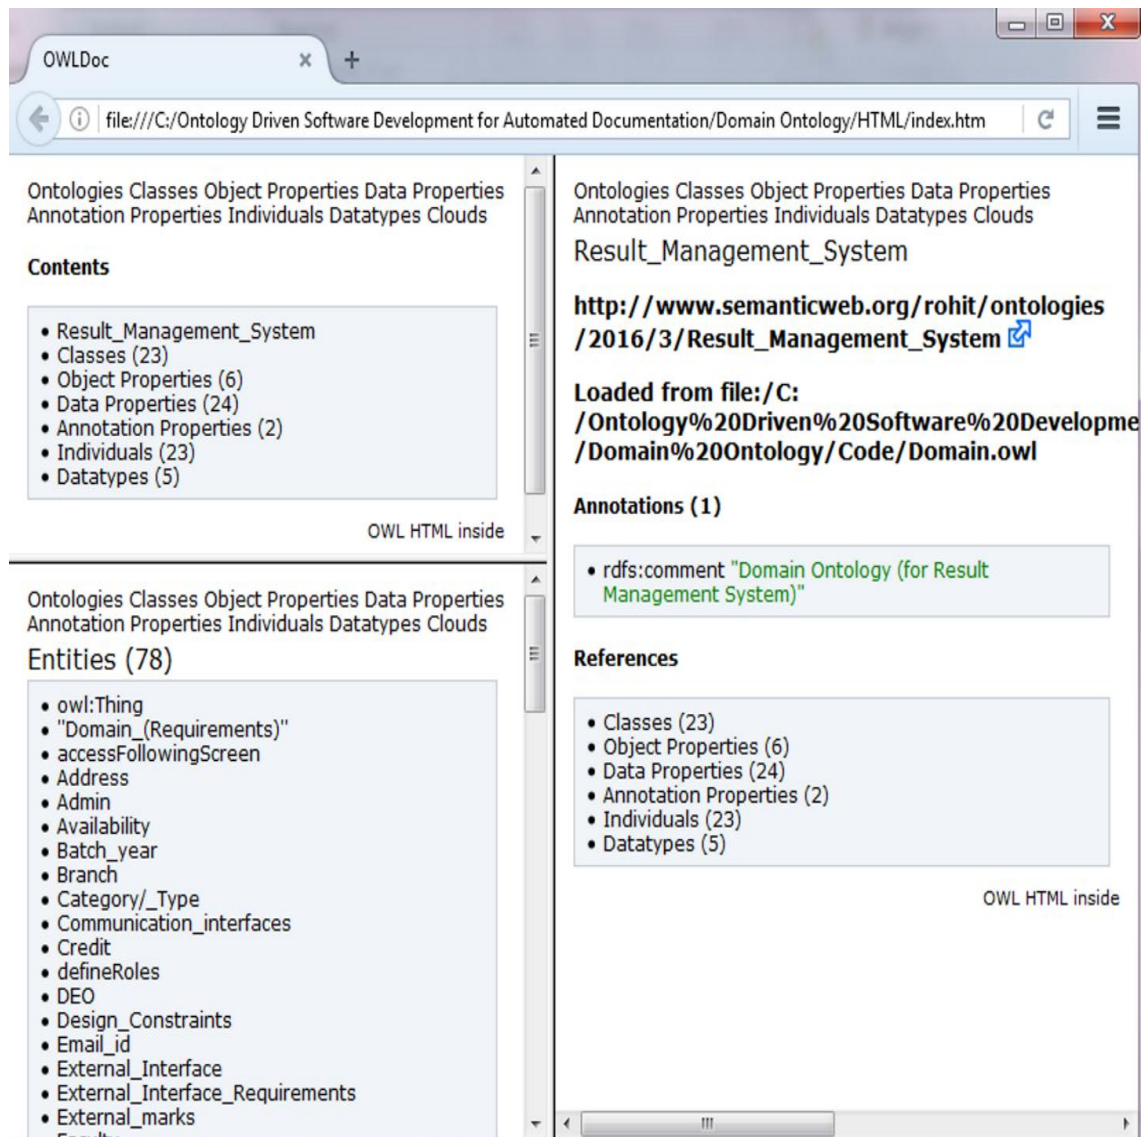 OWLDoc
file:///C:/Ontology Driven Software Development for Automated Documentation/Domain Ontology/HTML/index.htm
Ontologies Classes Object Properties Data Properties
Annotation Properties Individuals Datatypes Clouds
Contents
• Result_Management_System
• Classes (23)
• Object Properties (6)
• Data Properties (24)
• Annotation Properties (2)
• Individuals (23)
• Datatypes (5)
OWL HTML inside
Ontologies Classes Object Properties Data Properties
Annotation Properties Individuals Datatypes Clouds
Entities (78)
• owl:Thing
• "Domain_(Requirements)"
• accessFollowingScreen
• Address
• Admin
• Availability
• Batch_year
• Branch
• Category/_Type
• Communication_interfaces
• Credit
• defineRoles
• DEO
• Design_Constraints
• Email_id
• External_Interface
• External_Interface_Requirements
• External_marks
Ontologies Classes Object Properties Data Properties
Annotation Properties Individuals Datatypes Clouds
Result_Management_System
http://www.semanticweb.org/rohit/ontologies
/2016/3/Result_Management_System
Loaded from file:/C:
/Ontology%20Driven%20Software%20Developme
/Domain%20Ontology/Code/Domain.owl
Annotations (1)
• rdfs:comment "Domain Ontology (for Result
Management System)"
References
• Classes (23)
• Object Properties (6)
• Data Properties (24)
• Annotation Properties (2)
• Individuals (23)
• Datatypes (5)
OWL HTML inside